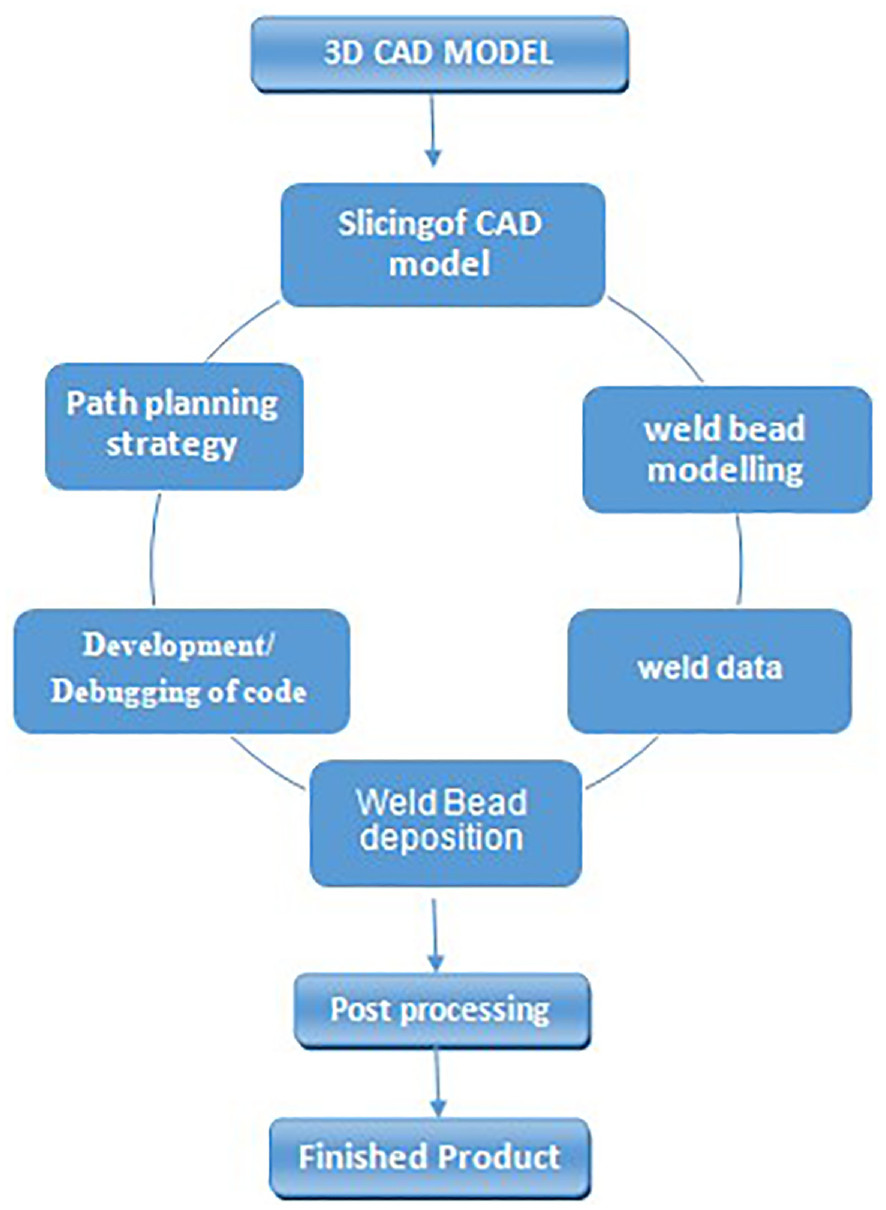 3D CAD MODEL
Slicingof CAD
model
Path planning
strategy
weld bead
modelling
Development/
Debugging of code
weld data
Weld Bead
deposition
Post processing
Finished Product